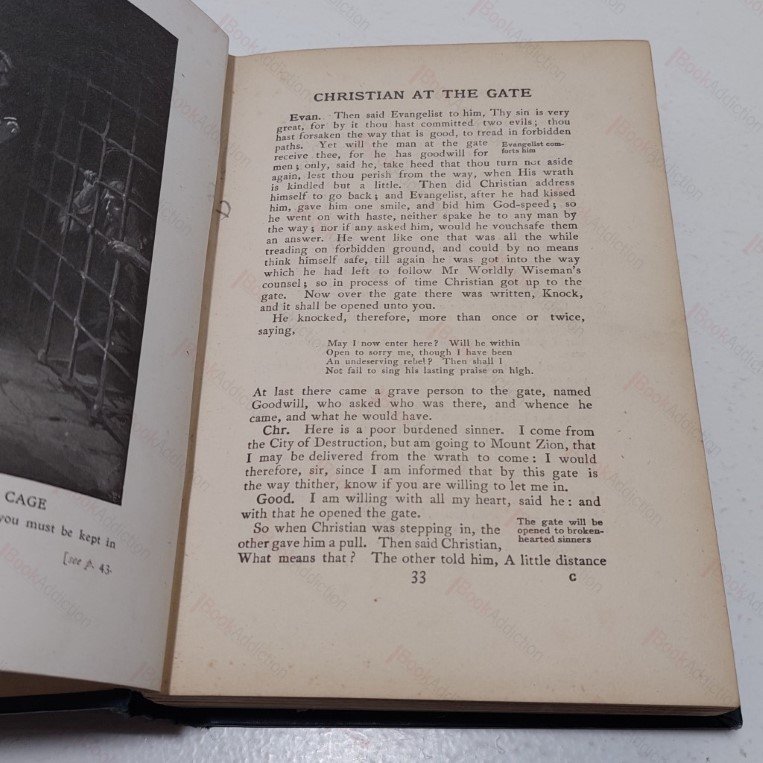 CAGE
you must be kept in
[see p. 43.
CHRISTIAN AT THE GATE
Evan. Then said Evangelist to him, Thy sin is very
great, for by it thou hast committed two evils; thou
hast forsaken the way that is good, to tread in forbidden
paths. Yet will the man at the gate
receive thee, for he has goodwill for
Evangelist com-
forts him
men; only, said he, take heed that thou turn not aside
again, lest thou perish from the way, when His wrath
is kindled but a little. Then did Christian address
himself to go back; and Evangelist, after he had kissed
him, gave him one smile, and bid him God-speed; so
he went on with haste, neither spake he to any man by
the way; nor if any asked him, would he vouchsafe them
an answer. He went like one that was all the while
treading on forbidden ground, and could by no means
think himself safe, till again he was got into the way
which he had left to follow Mr Worldly Wiseman's
counsel; so in process of time Christian got up to the
gate. Now over the gate there was written, Knock,
and it shall be opened unto you.
He knocked, therefore, more than once or twice,
saying,
May I now enter here? Will he within
Open to sorry me, though I have been
An undeserving rebel? Then shall I
Not fail to sing his lasting praise on high.
At last there came a grave person to the gate, named
Goodwill, who asked who was there, and whence he
came, and what he would have.
Chr. Here is a poor burdened sinner. I come from
the City of Destruction, but am going to Mount Zion, that
I may be delivered from the wrath to come: I would
therefore, sir, since I am informed that by this gate is
the way thither, know if you are willing to let me in.
Good. I am willing with all my heart, said he: and
with that he opened the gate.
So when Christian was stepping in, the
other gave him a pull. Then said Christian,
The gate will be
opened to broken-
hearted sinners
What means that? The other told him, A little distance
33
C
BookAddiction